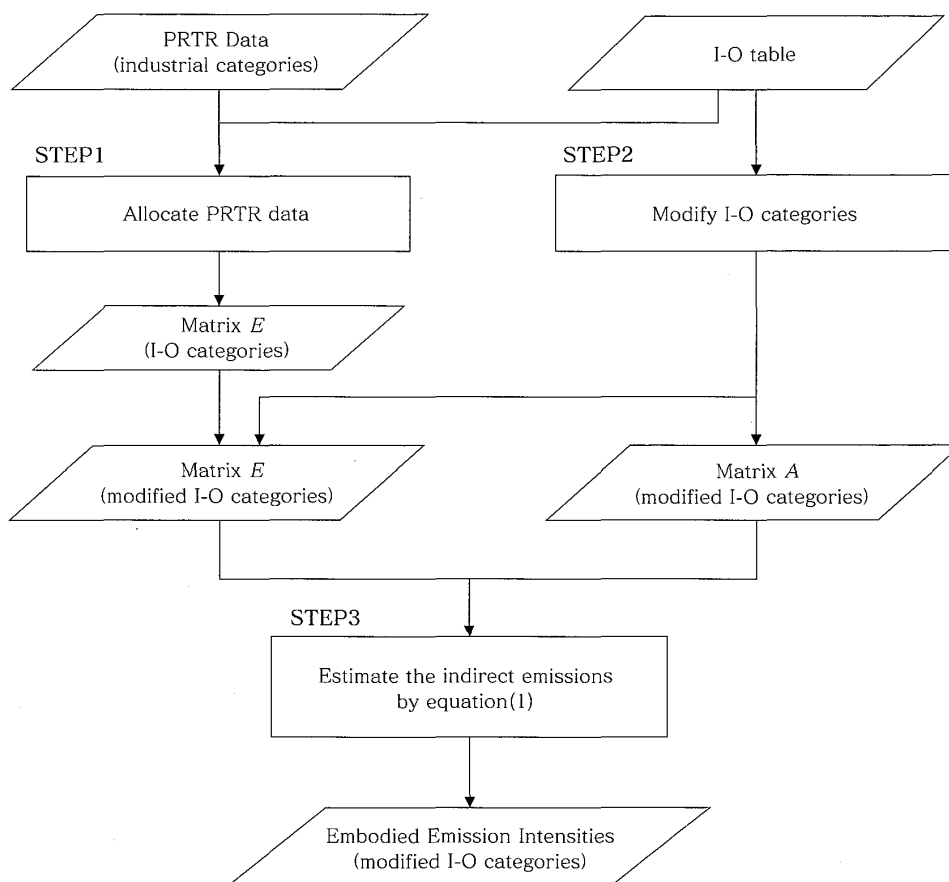 PRTR Data
(industrial categories)
I-O table
STEP1
STEP2
Allocate PRTR data
Modify I-O categories
Matrix E
(I-O categories)
Matrix E
(modified I-O categories)
Matrix A
(modified I-O categories)
STEP3
Estimate the indirect emissions
by equation(1)
Embodied Emission Intensities
(modified I-O categories)